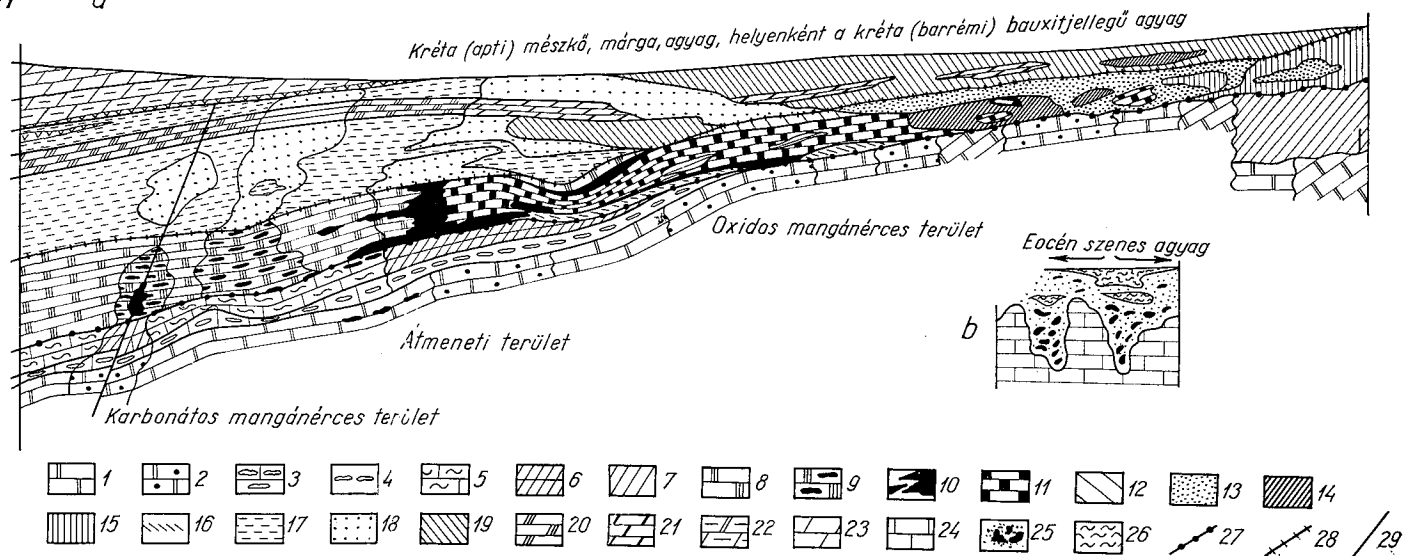 Kréta (apti) mészkő, márga, agyag, helyenként a kréta (barrémi) bauxitjellegű agyag
Oxidos mangánérces terület
Eocén szenes agyag
b
Átmeneti terület
Karbonátos mangánérces terület
1 2 3 4 5 6 7 8 9 10 11 12 13 14
15 16 17 18 19 20 21 22 23 24 25 26 27 28 29